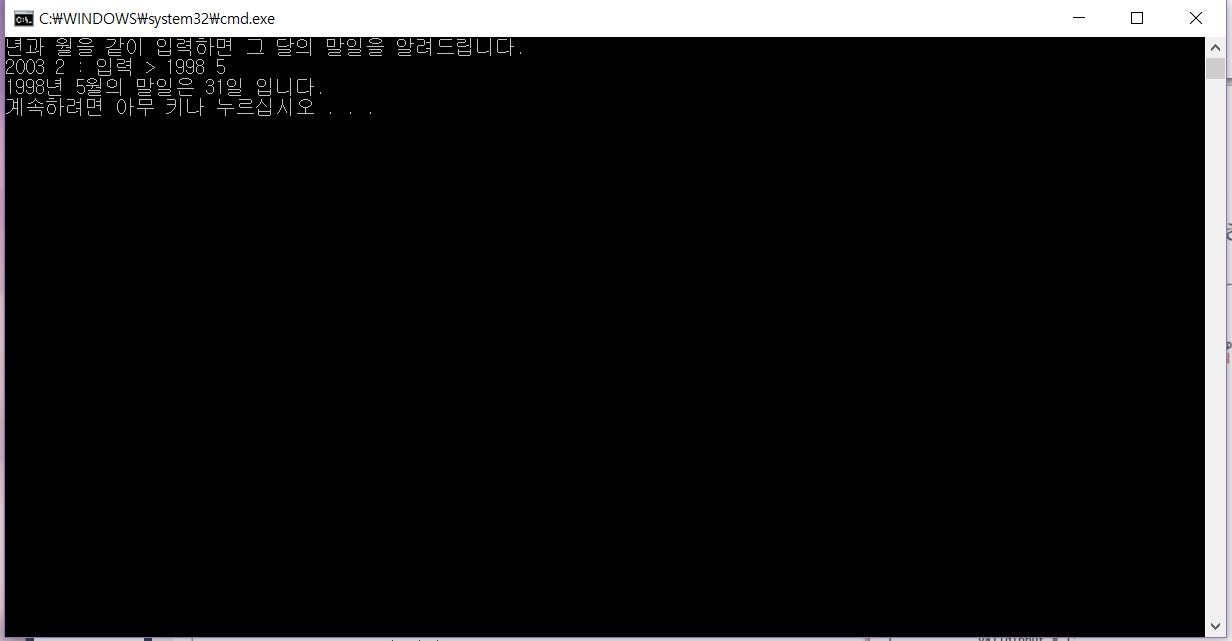 C:₩WINDOWS₩system32₩cmd.exe
년과 월을 같이 입력하면 그 달의 말일을 알려드립니다.
2003 2 : 입력 > 1998 5
1998년 5월의 말일은 31일 입니다.
계속하려면 아무 키나 누르십시오 . . .